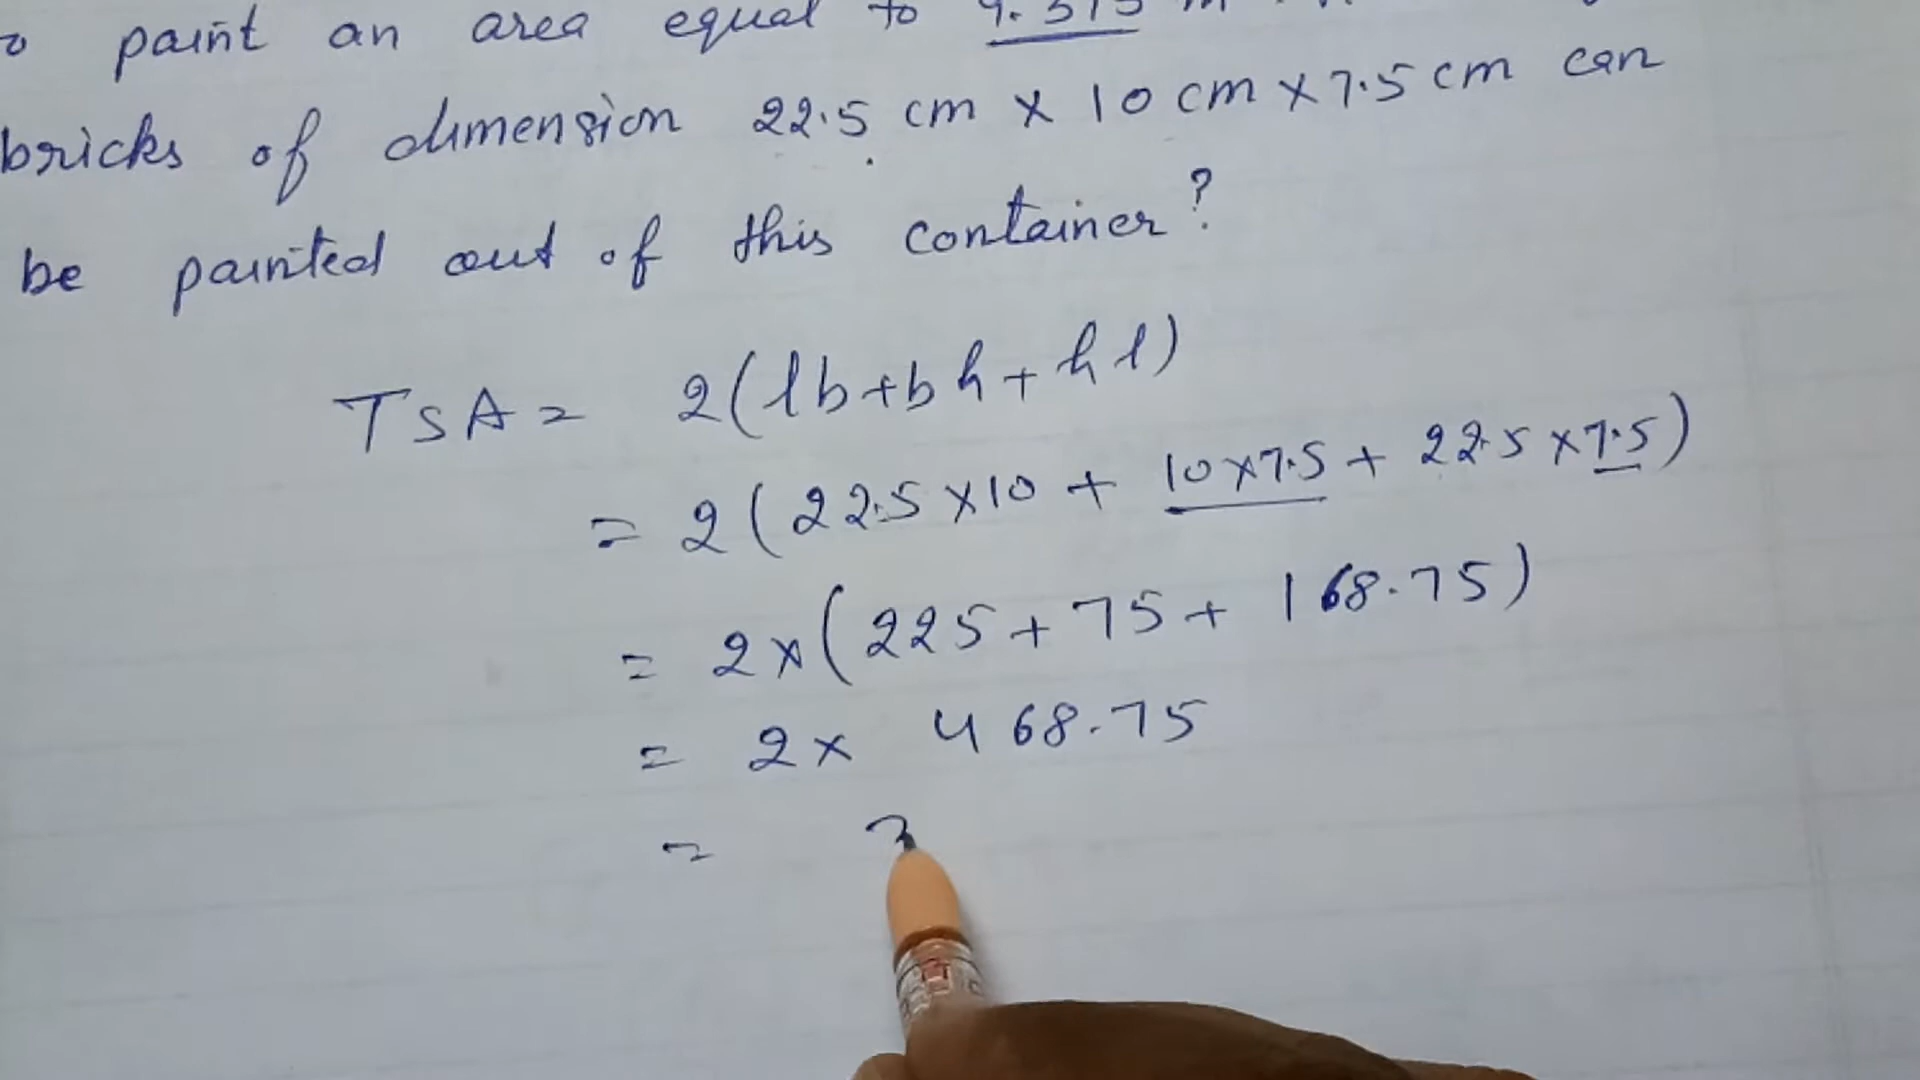 paint an area equal to
bricks of dimension 22.5 cm x 10 cm x 7.5 cm can
be painted out of this container?
TSA = 2(lb+bh+hl)
= 2(22.5x10 + 10x7.5 + 22.5x7.5)
= 2x(225+75+168.75)
= 2x 468.75
=